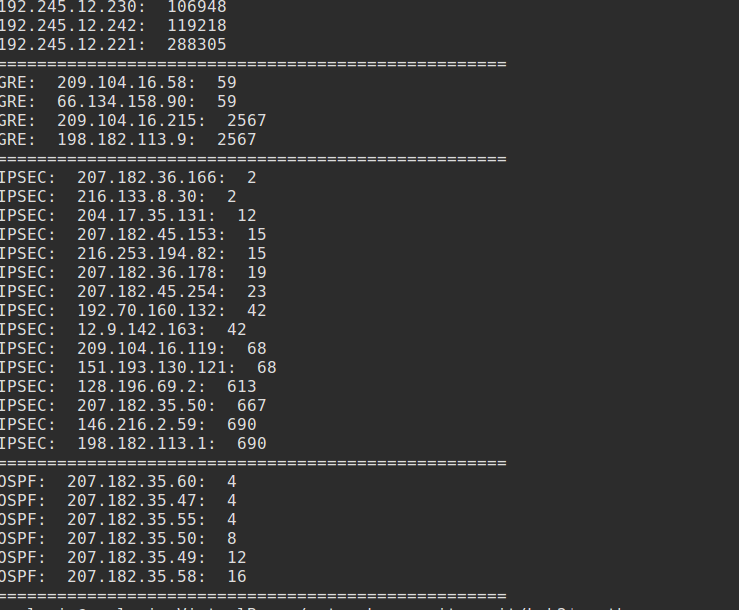 192.245.12.230:  106948
192.245.12.242:  119218
192.245.12.221:  288305
===================================================
GRE:  209.104.16.58:  59
GRE:  66.134.158.90:  59
GRE:  209.104.16.215:  2567
GRE:  198.182.113.9:  2567
===================================================
IPSEC:  207.182.36.166:  2
IPSEC:  216.133.8.30:  2
IPSEC:  204.17.35.131:  12
IPSEC:  207.182.45.153:  15
IPSEC:  216.253.194.82:  15
IPSEC:  207.182.36.178:  19
IPSEC:  207.182.45.254:  23
IPSEC:  192.70.160.132:  42
IPSEC:  12.9.142.163:  42
IPSEC:  209.104.16.119:  68
IPSEC:  151.193.130.121:  68
IPSEC:  128.196.69.2:  613
IPSEC:  207.182.35.50:  667
IPSEC:  146.216.2.59:  690
IPSEC:  198.182.113.1:  690
===================================================
OSPF:  207.182.35.60:  4
OSPF:  207.182.35.47:  4
OSPF:  207.182.35.55:  4
OSPF:  207.182.35.50:  8
OSPF:  207.182.35.49:  12
OSPF:  207.182.35.58:  16
===================================================